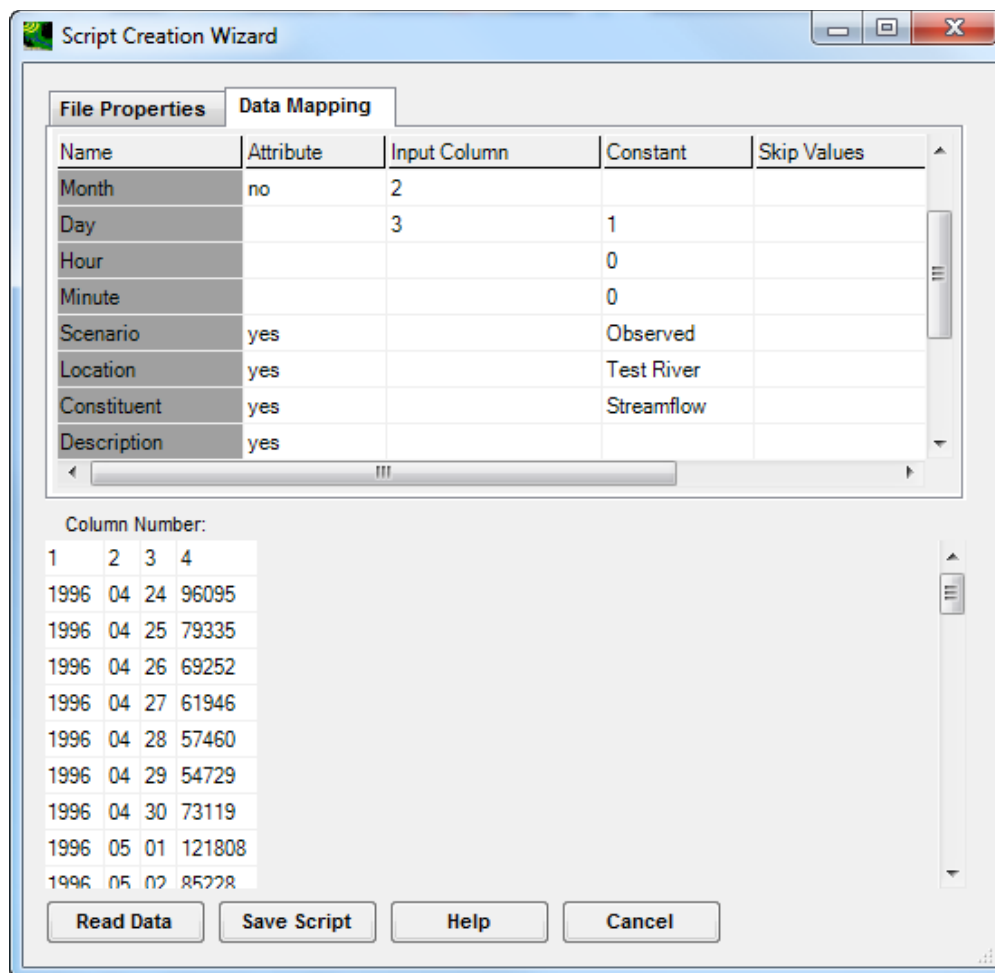 Script Creation Wizard
File Properties Data Mapping
Name Attribute Input Column Constant Skip Values
Month no 2
Day 3 1
Hour 0
Minute 0
Scenario yes Observed
Location yes Test River
Constituent yes Streamflow
Description yes
Column Number:
1 2 3 4
1996 04 24 96095
1996 04 25 79335
1996 04 26 69252
1996 04 27 61946
1996 04 28 57460
1996 04 29 54729
1996 04 30 73119
1996 05 01 121808
1996 05 02 85228
Read Data Save Script Help Cancel